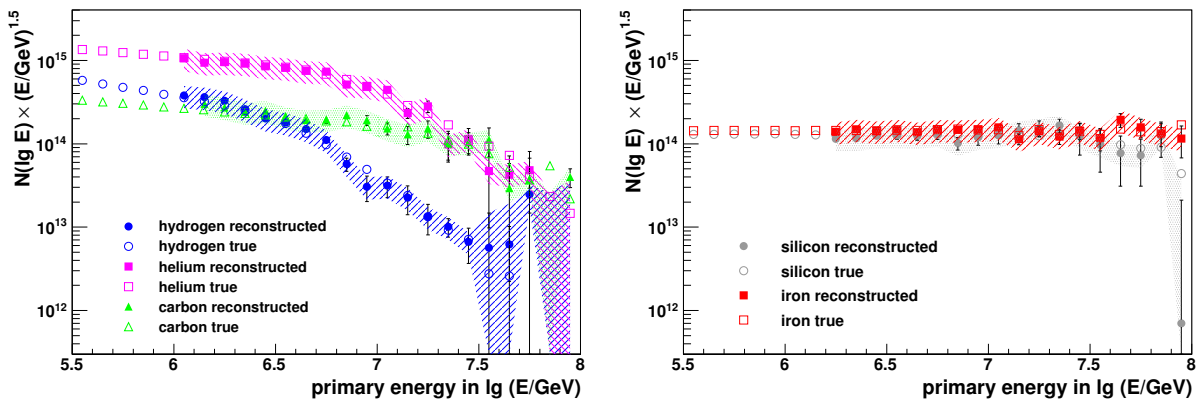 N(lg E) × (E/GeV)^1.5
10^15
10^14
10^13
10^12
hydrogen reconstructed
hydrogen true
helium reconstructed
helium true
carbon reconstructed
carbon true
5.5 6 6.5 7 7.5 8
primary energy in lg (E/GeV)
N(lg E) × (E/GeV)^1.5
10^15
10^14
10^13
10^12
silicon reconstructed
silicon true
iron reconstructed
iron true
5.5 6 6.5 7 7.5 8
primary energy in lg (E/GeV)